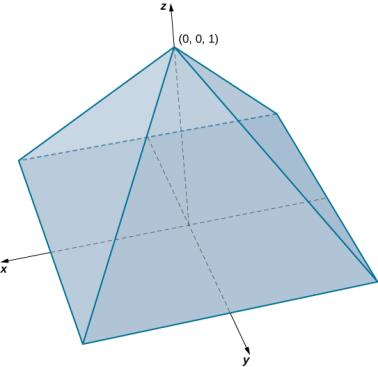 z
(0, 0, 1)
x
y